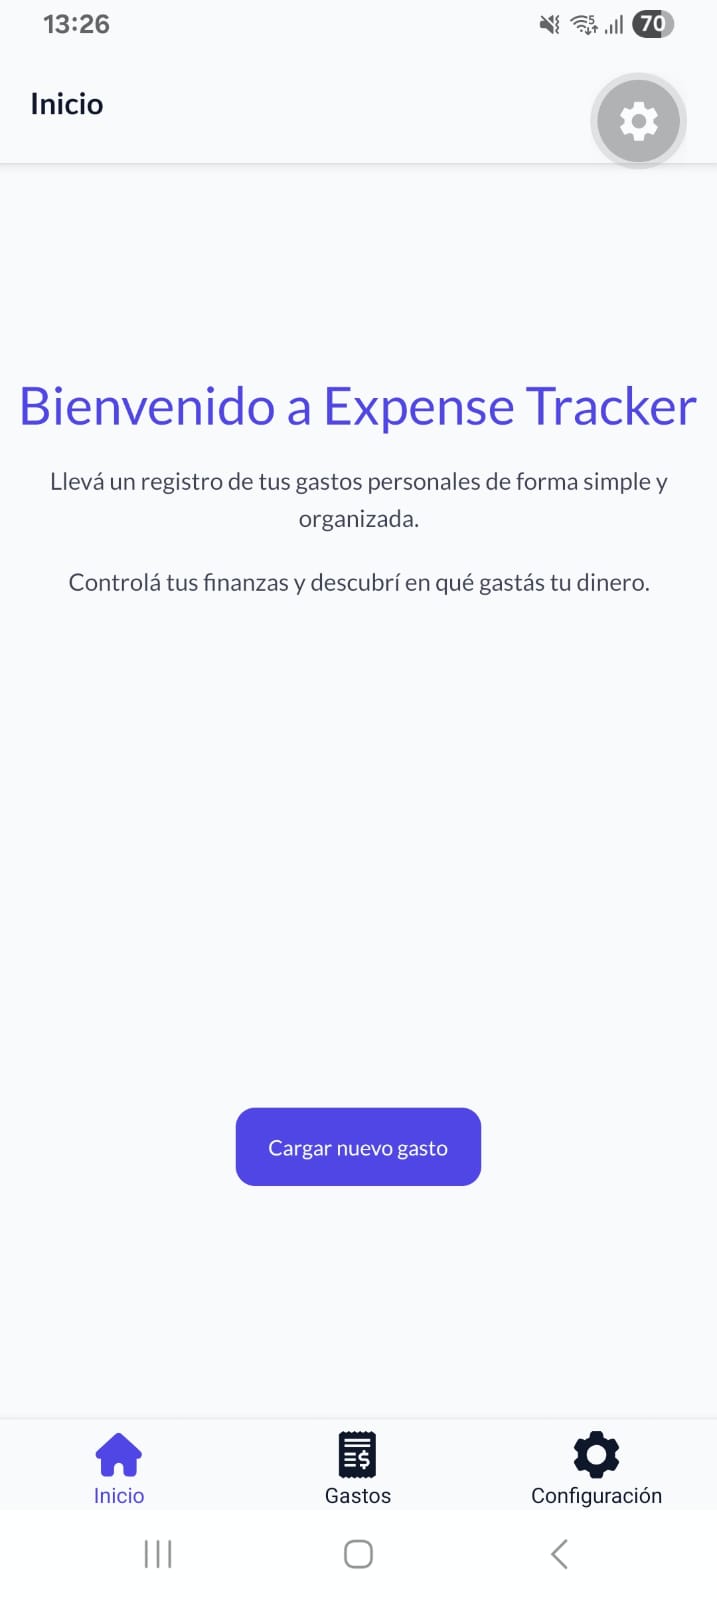 13:26
5
70
Inicio
Bienvenido a Expense Tracker
Llevá un registro de tus gastos personales de forma simple y
organizada.
Controlá tus finanzas y descubrí en qué gastás tu dinero.
Cargar nuevo gasto
$
Inicio
Gastos
Configuración